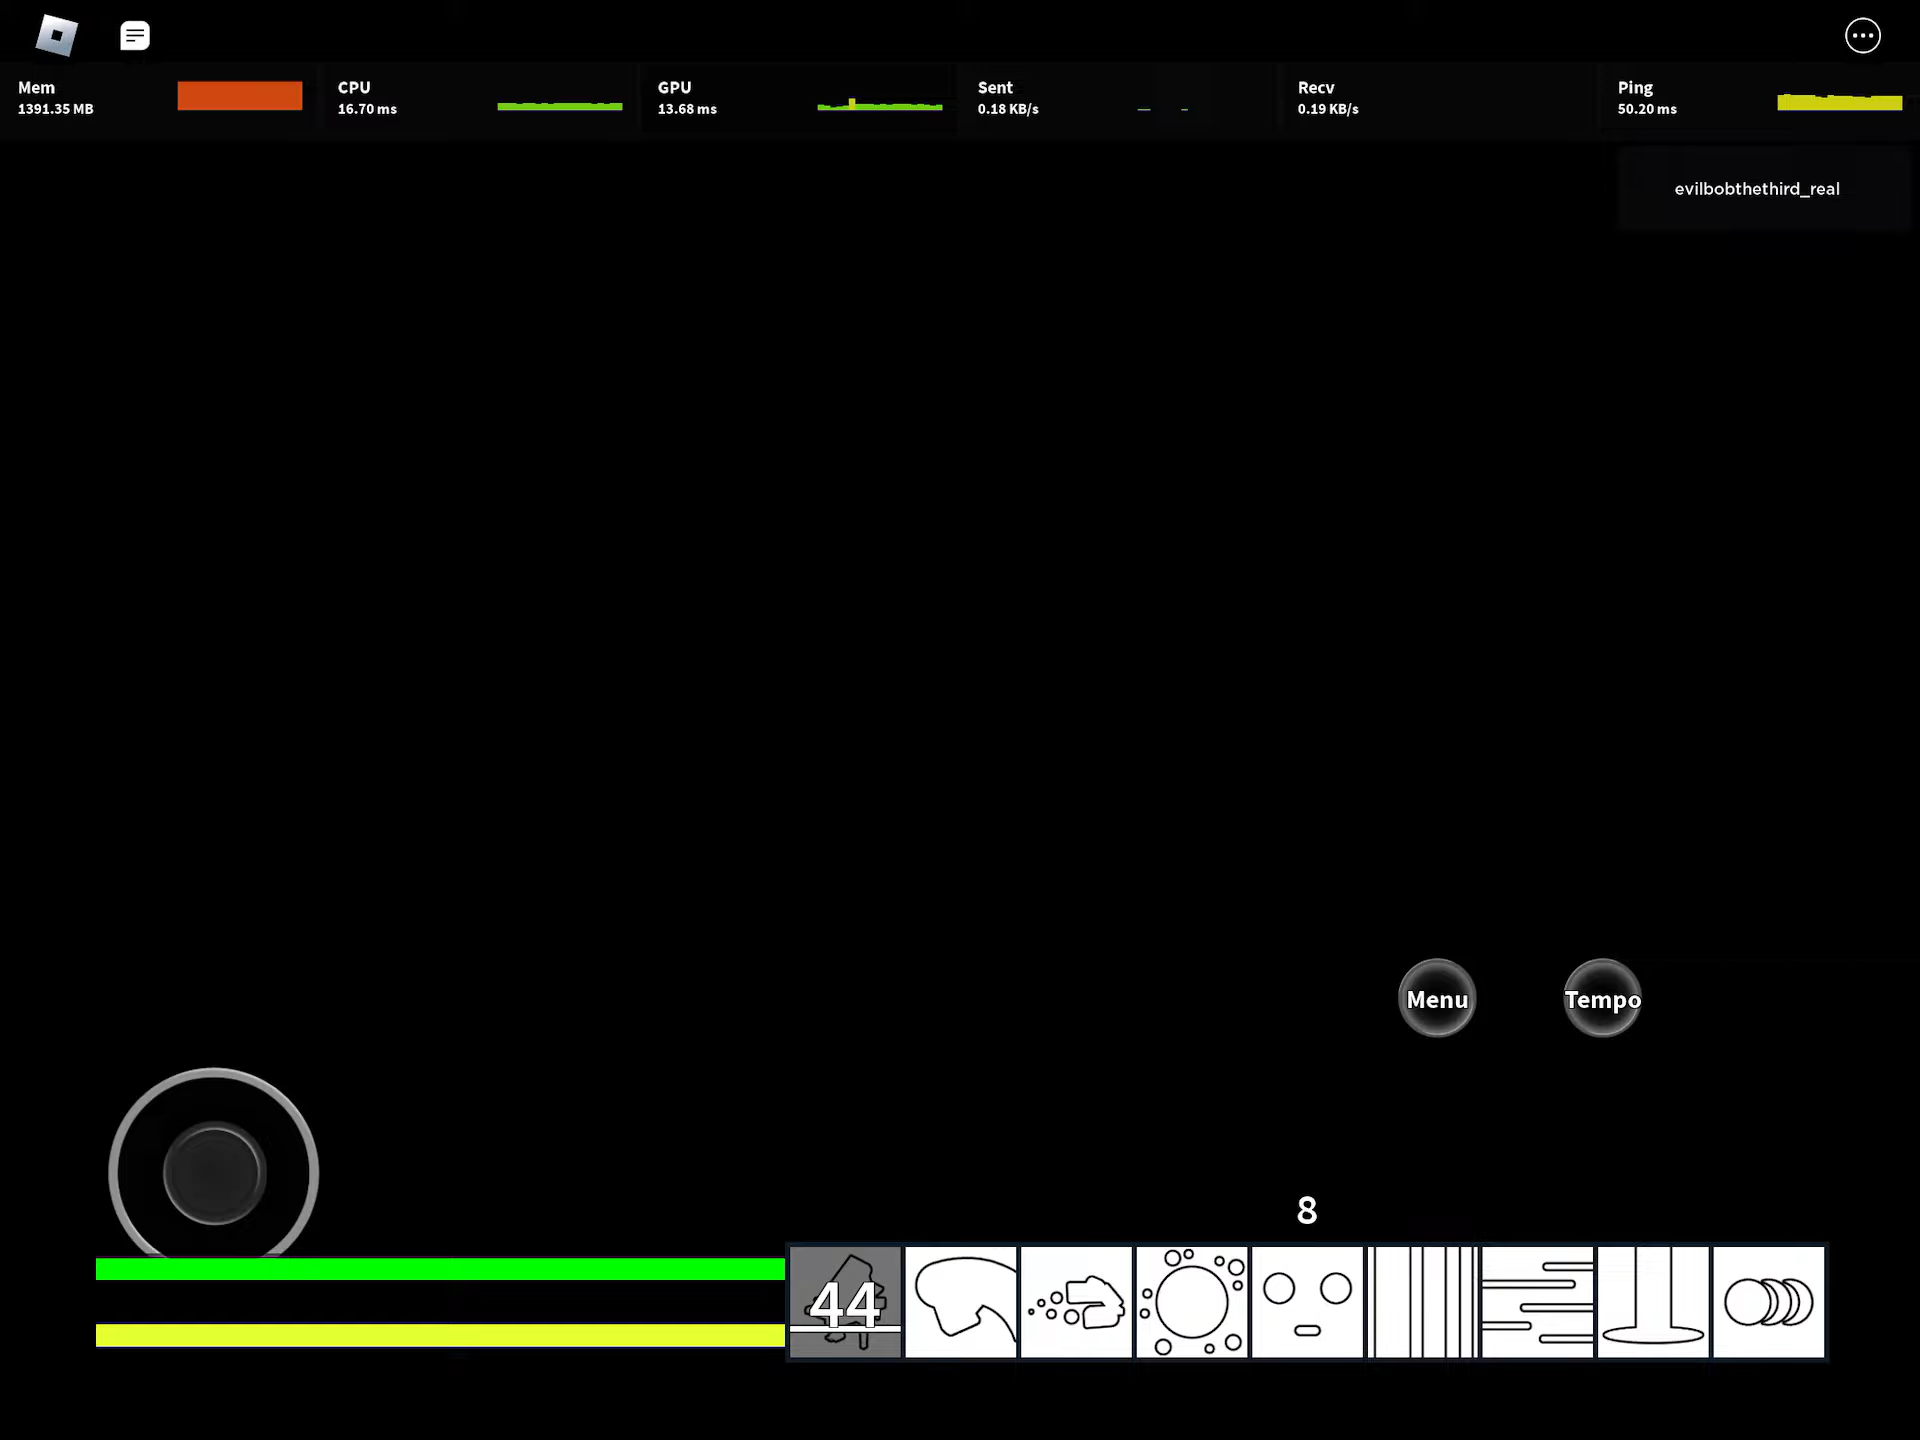 Mem
1391.35 MB
CPU
16.70 ms
GPU
13.68 ms
Sent
0.18 KB/s
Recv
0.19 KB/s
Ping
50.20 ms
evilbobthethird_real
Menu
Tempo
8
44